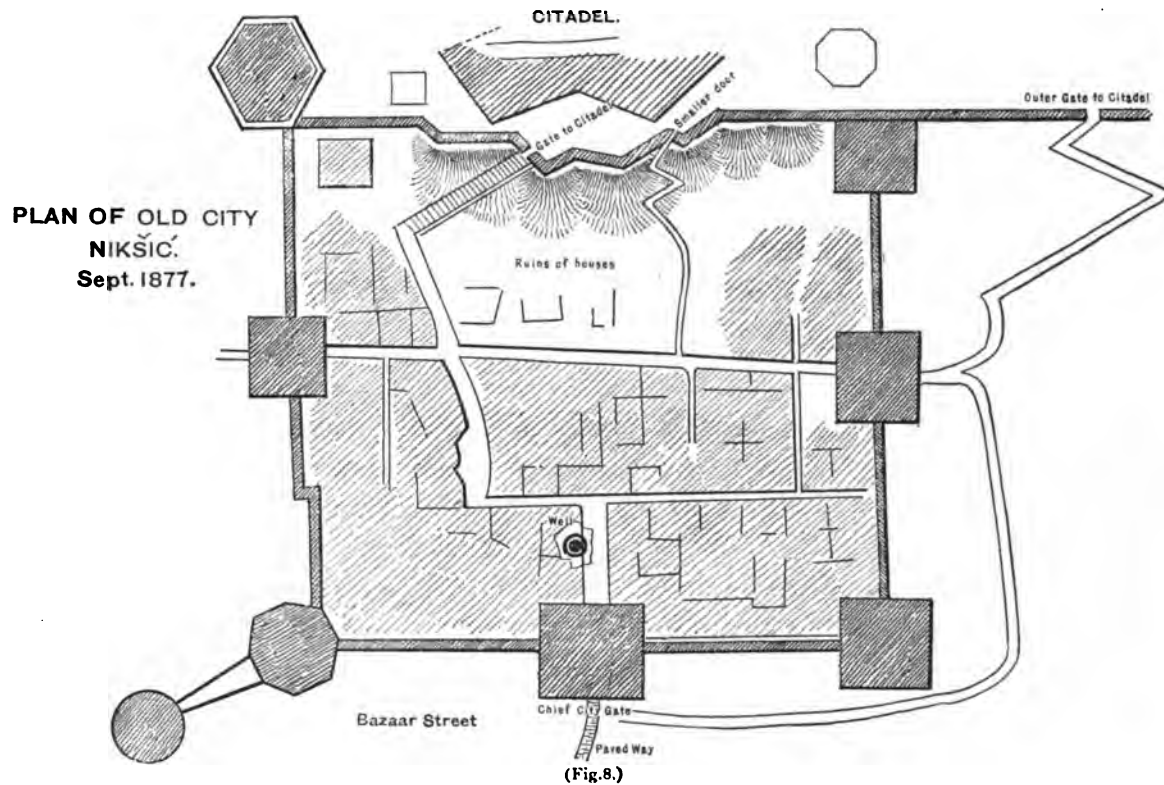 CITADEL.
Outer Gate to Citadel
Gate to Citadel
Smaller door
PLAN OF OLD CITY
NIKŠIĆ.
Sept. 1877.
Ruins of houses
Well
Chief City Gate
Bazaar Street
Paved Way
(Fig.8.)